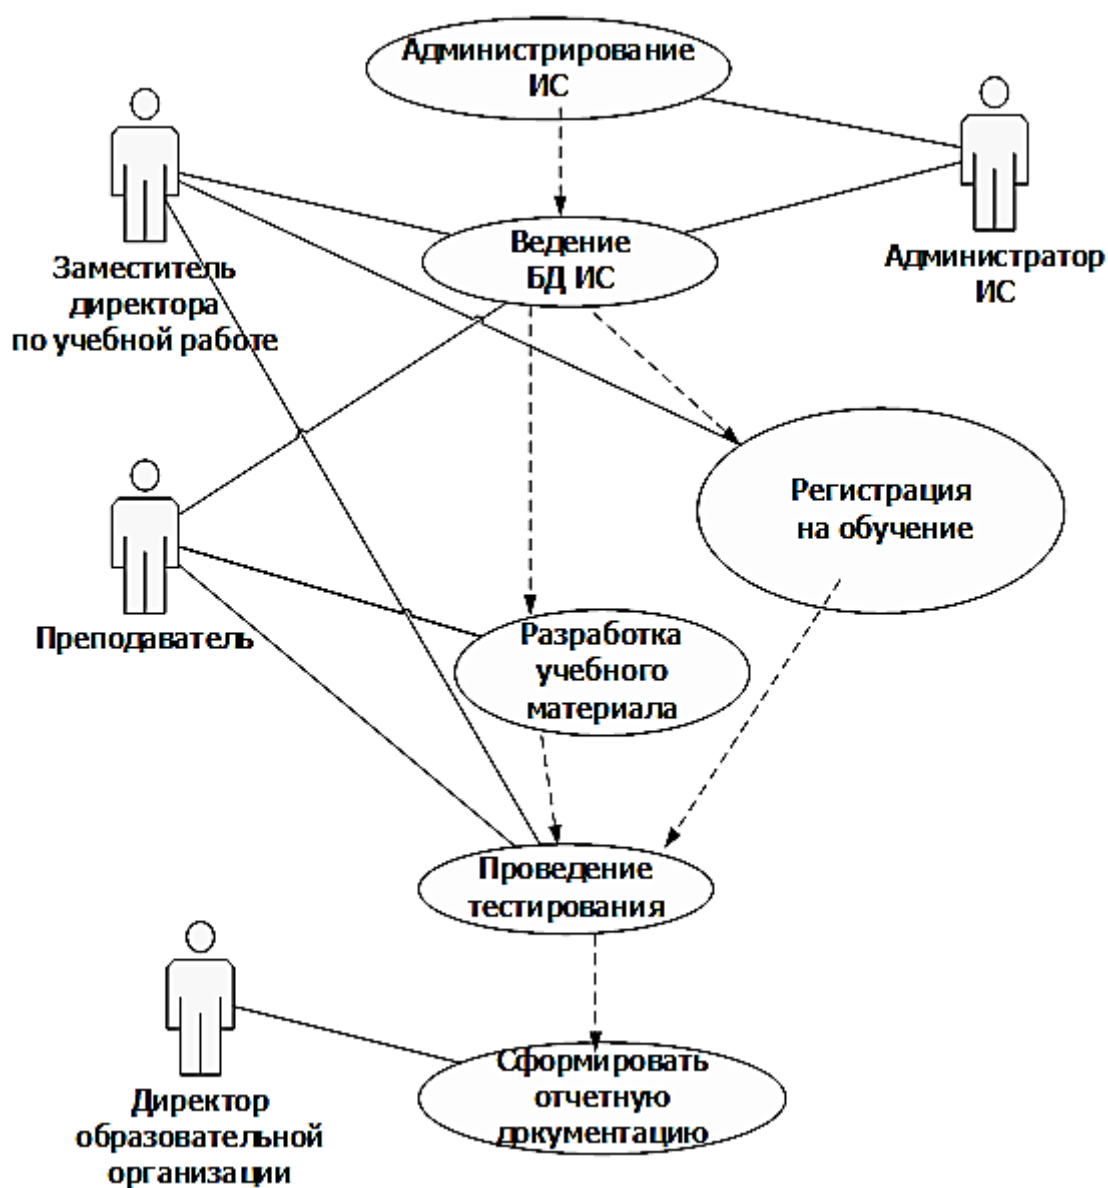 Администрирование
ИС
Заместитель
директора
по учебной работе
Ведение
БД ИС
Администратор
ИС
Преподаватель
Регистрация
на обучение
Разработка
учебного
материала
Проведение
тестирования
Директор
образовательной
организации
Сформировать
отчетную
документацию